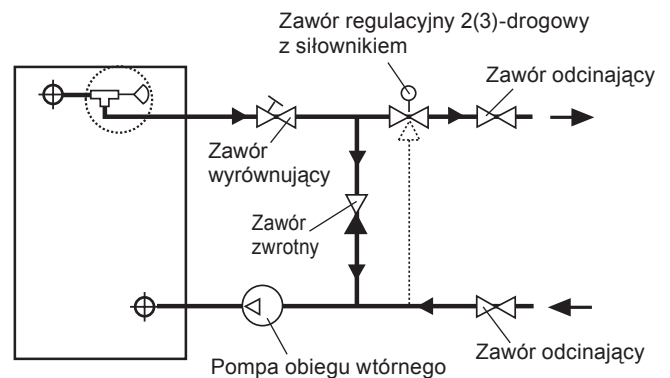 Zawór regulacyjny 2(3)-drogowy
z siłownikiem
Zawór odcinający
Zawór
wyrównujący
Zawór
zwrotny
Pompa obiegu wtórnego
Zawór odcinający